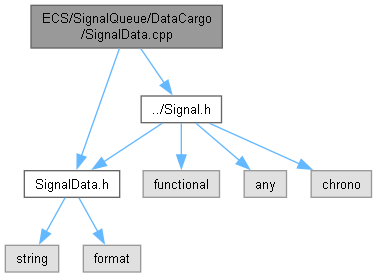 ECS/SignalQueue/DataCargo
/SignalData.cpp
../Signal.h
SignalData.h
functional
any
chrono
string
format